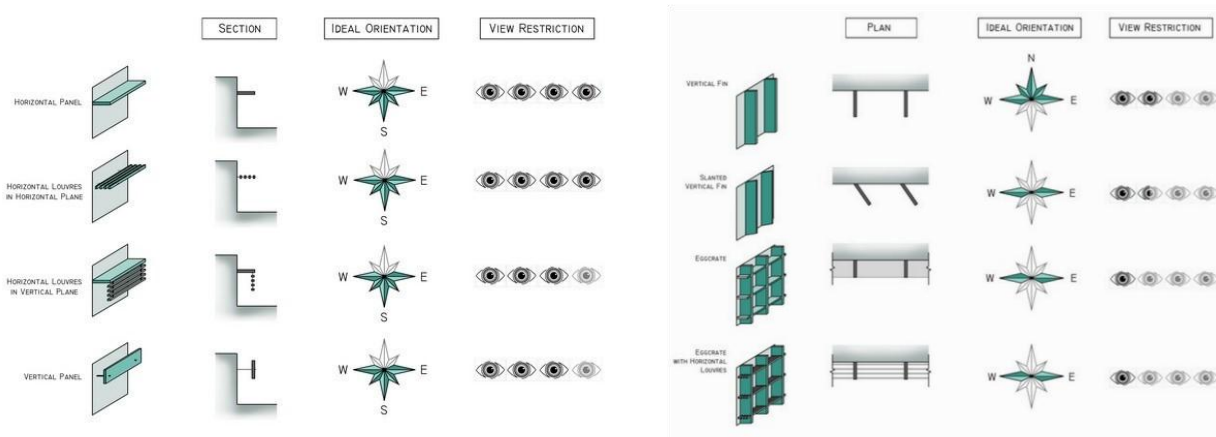 SECTION
IDEAL ORIENTATION
VIEW RESTRICTION
HORIZONTAL PANEL
W
E
S
HORIZONTAL LOUVRES
IN HORIZONTAL PLANE
W
E
S
HORIZONTAL LOUVRES
IN VERTICAL PLANE
W
E
S
VERTICAL PANEL
W
E
S
PLAN
IDEAL ORIENTATION
VIEW RESTRICTION
VERTICAL FIN
N
W
E
SLANTED
VERTICAL FIN
W
E
EGGCRATE
W
E
EGGCRATE
WITH HORIZONTAL
LOUVRES
W
E